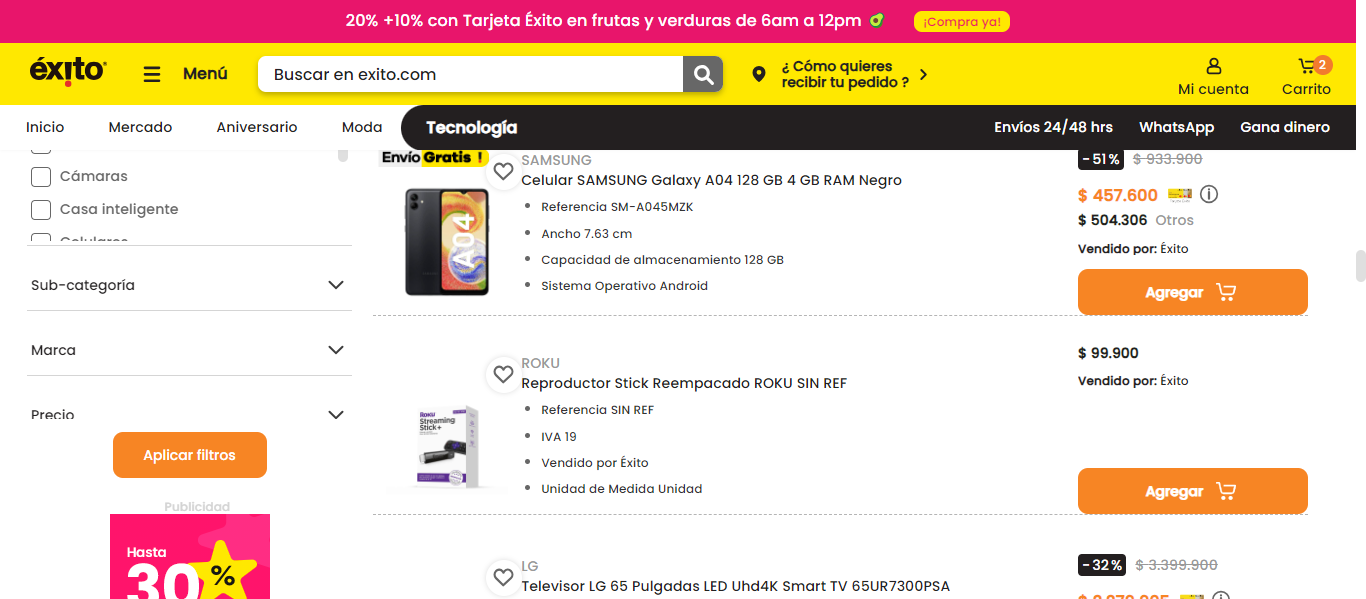 20% +10% con Tarjeta Éxito en frutas y verduras de 6am a 12pm
¡Compra ya!
éxito
Menú
Buscar en exito.com
¿ Cómo quieres
recibir tu pedido ?
Mi cuenta
2
Carrito
Inicio
Mercado
Aniversario
Moda
Tecnología
Envíos 24/48 hrs
WhatsApp
Gana dinero
Cámaras
Casa inteligente
Celulares
Sub-categoría
Marca
Precio
Aplicar filtros
Publicidad
Hasta
30%
Envío Gratis !
A04
SAMSUNG
Celular SAMSUNG Galaxy A04 128 GB 4 GB RAM Negro
Referencia SM-A045MZK
Ancho 7.63 cm
Capacidad de almacenamiento 128 GB
Sistema Operativo Android
- 51 %
$ 933.900
$ 457.600
$ 504.306 Otros
Vendido por: Éxito
Agregar
Roku
Streaming
Stick+
ROKU
Reproductor Stick Reempacado ROKU SIN REF
Referencia SIN REF
IVA 19
Vendido por Éxito
Unidad de Medida Unidad
$ 99.900
Vendido por: Éxito
Agregar
LG
Televisor LG 65 Pulgadas LED Uhd4K Smart TV 65UR7300PSA
- 32 %
$ 3.399.900